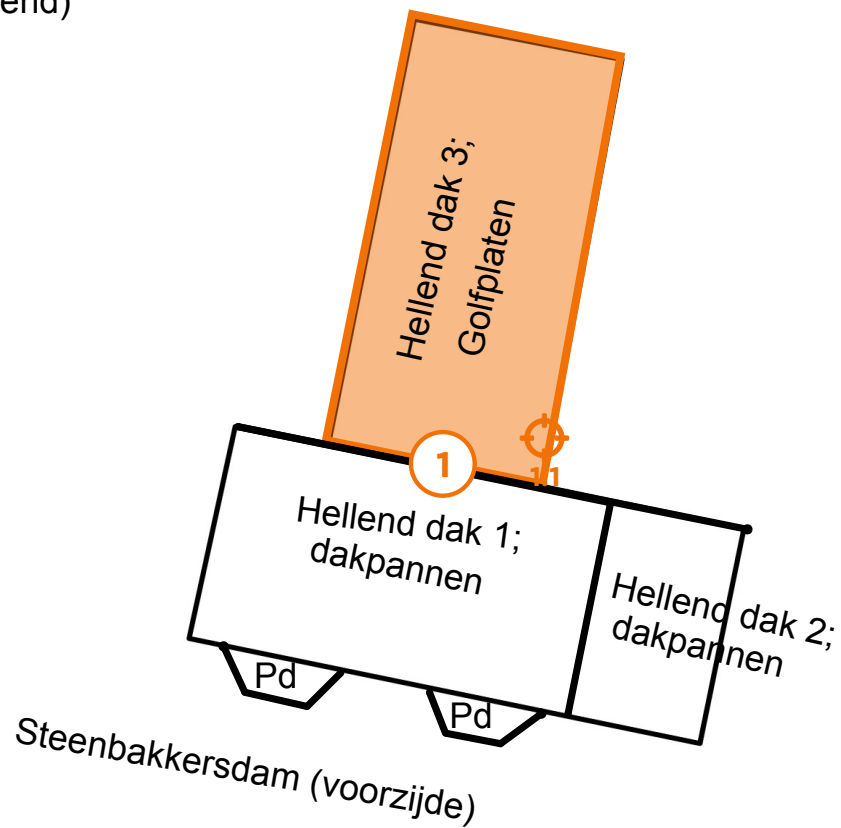 end)
Hellend dak 3;
Golfplaten
1
11
Hellend dak 1;
dakpannen
Hellend dak 2;
dakpannen
Pd
Pd
Steenbakkersdam (voorzijde)